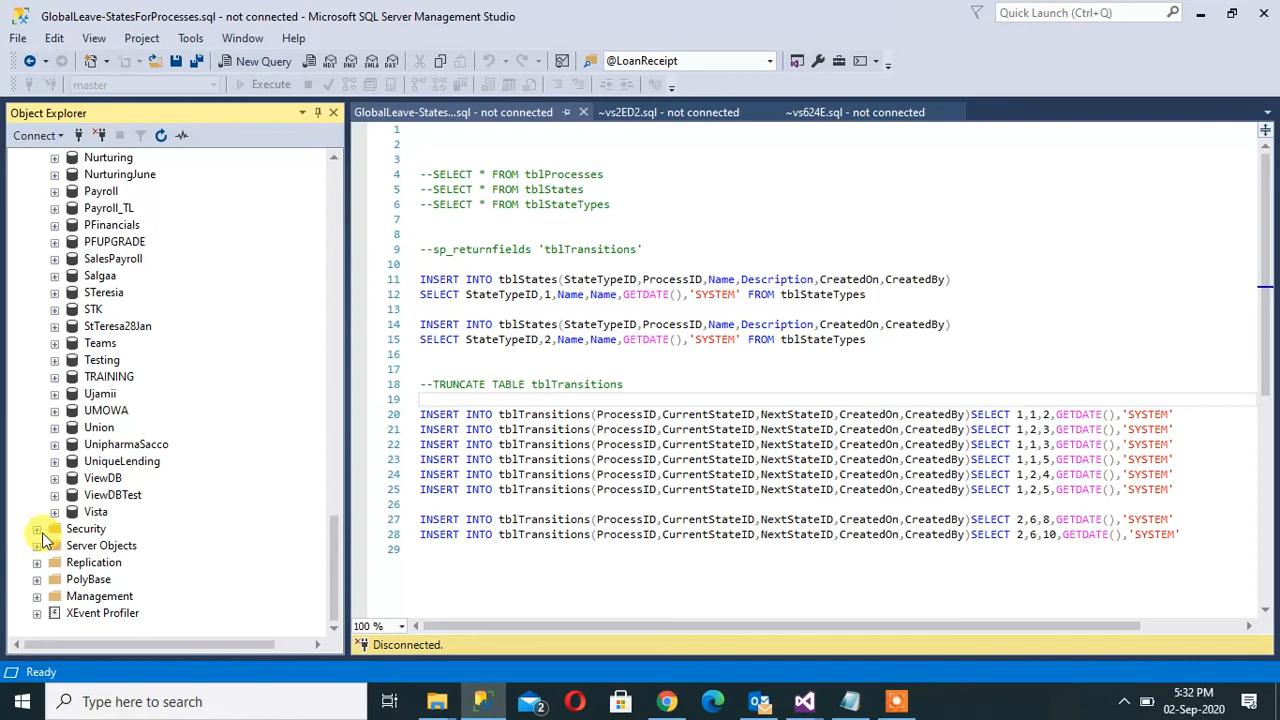 GlobalLeave-StatesForProcesses.sql - not connected - Microsoft SQL Server Management Studio
Quick Launch (Ctrl+Q)
File Edit View Project Tools Window Help
New Query
@LoanReceipt
master
Execute
Object Explorer
GlobalLeave-States...sql - not connected
~vs2ED2.sql - not connected
~vs624E.sql - not connected
Connect
Nurturing
NurturingJune
Payroll
Payroll_TL
PFinancials
PFUPGRADE
SalesPayroll
Salgaa
STeresia
STK
StTeresa28Jan
Teams
Testing
TRAINING
Ujamii
UMOWA
Union
UnipharmaSacco
UniqueLending
ViewDB
ViewDBTest
Vista
Security
Server Objects
Replication
PolyBase
Management
XEvent Profiler
1
2
3
4 --SELECT * FROM tblProcesses
5 --SELECT * FROM tblStates
6 --SELECT * FROM tblStateTypes
7
8
9 --sp_returnfields 'tblTransitions'
10
11 INSERT INTO tblStates(StateTypeID,ProcessID,Name,Description,CreatedOn,CreatedBy)
12 SELECT StateTypeID,1,Name,Name,GETDATE(),'SYSTEM' FROM tblStateTypes
13
14 INSERT INTO tblStates(StateTypeID,ProcessID,Name,Description,CreatedOn,CreatedBy)
15 SELECT StateTypeID,2,Name,Name,GETDATE(),'SYSTEM' FROM tblStateTypes
16
17
18 --TRUNCATE TABLE tblTransitions
19
20 INSERT INTO tblTransitions(ProcessID,CurrentStateID,NextStateID,CreatedOn,CreatedBy)SELECT 1,1,2,GETDATE(),'SYSTEM'
21 INSERT INTO tblTransitions(ProcessID,CurrentStateID,NextStateID,CreatedOn,CreatedBy)SELECT 1,2,3,GETDATE(),'SYSTEM'
22 INSERT INTO tblTransitions(ProcessID,CurrentStateID,NextStateID,CreatedOn,CreatedBy)SELECT 1,1,3,GETDATE(),'SYSTEM'
23 INSERT INTO tblTransitions(ProcessID,CurrentStateID,NextStateID,CreatedOn,CreatedBy)SELECT 1,1,5,GETDATE(),'SYSTEM'
24 INSERT INTO tblTransitions(ProcessID,CurrentStateID,NextStateID,CreatedOn,CreatedBy)SELECT 1,2,4,GETDATE(),'SYSTEM'
25 INSERT INTO tblTransitions(ProcessID,CurrentStateID,NextStateID,CreatedOn,CreatedBy)SELECT 1,2,5,GETDATE(),'SYSTEM'
26
27 INSERT INTO tblTransitions(ProcessID,CurrentStateID,NextStateID,CreatedOn,CreatedBy)SELECT 2,6,8,GETDATE(),'SYSTEM'
28 INSERT INTO tblTransitions(ProcessID,CurrentStateID,NextStateID,CreatedOn,CreatedBy)SELECT 2,6,10,GETDATE(),'SYSTEM'
29
100 %
Disconnected.
Ready
Type here to search
2
5:32 PM
02-Sep-2020